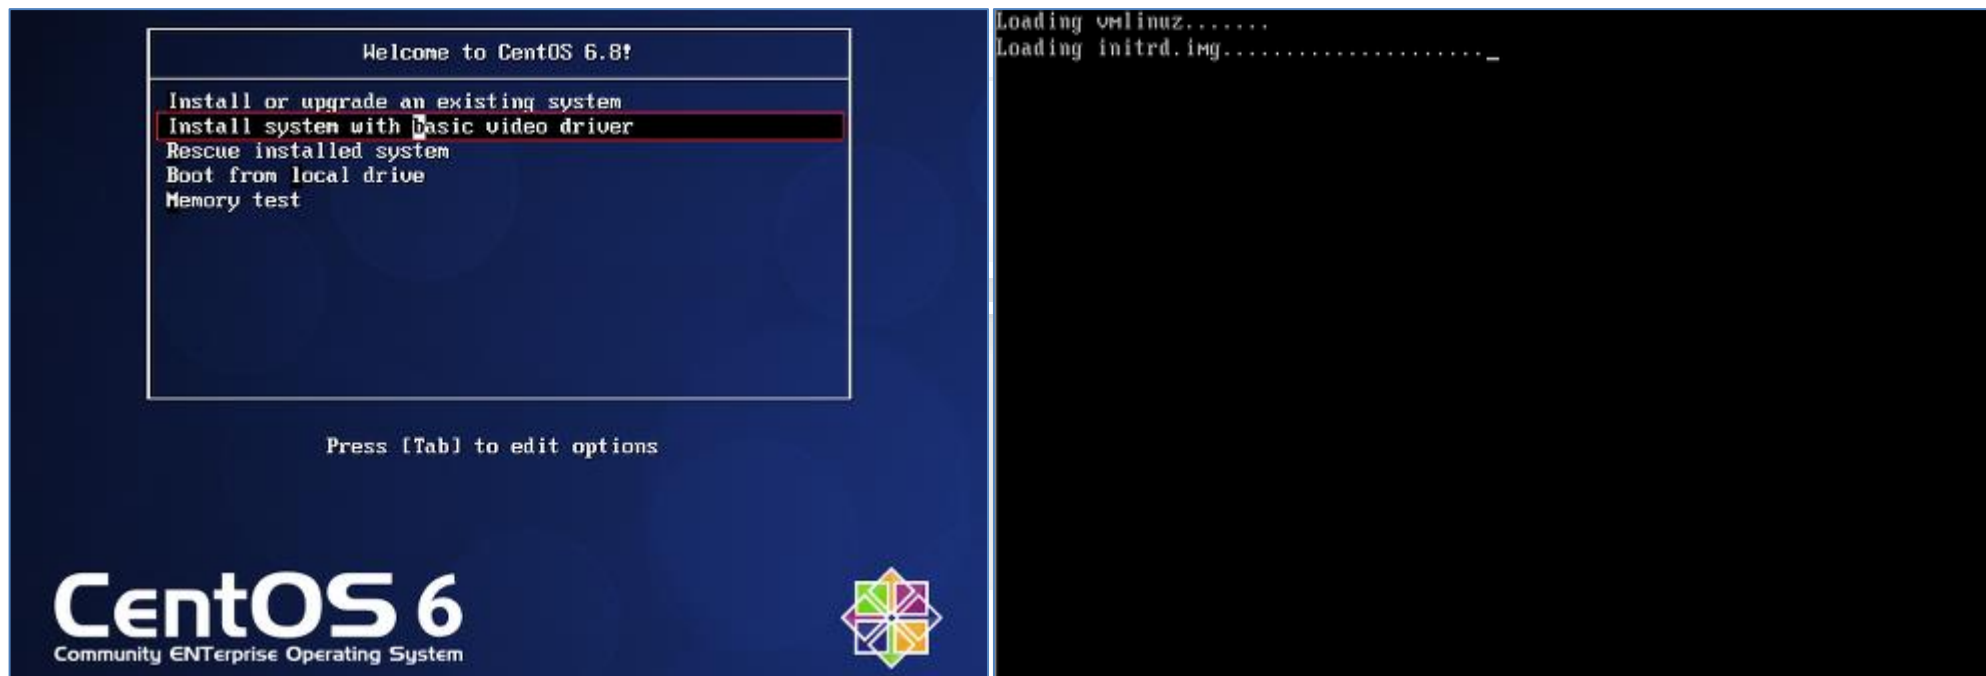 Welcome to CentOS 6.8!
Install or upgrade an existing system
Install system with basic video driver
Rescue installed system
Boot from local drive
Memory test
Press [Tab] to edit options
CentOS 6
Community ENTerprise Operating System
Loading vmlinuz.......
Loading initrd.img....................._